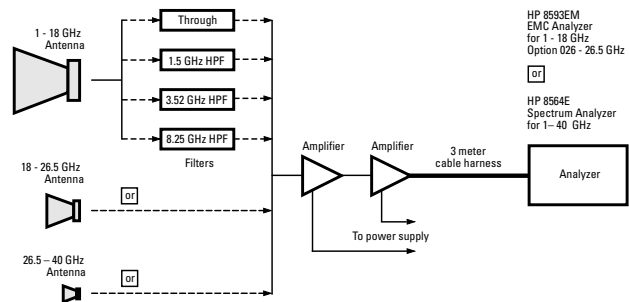 1 - 18 GHz
Antenna
Through
1.5 GHz HPF
3.52 GHz HPF
8.25 GHz HPF
Filters
18 - 26.5 GHz
Antenna
or
26.5 – 40 GHz
Antenna
or
Amplifier
Amplifier
To power supply
3 meter
cable harness
HP 8593EM
EMC Analyzer
for 1 - 18 GHz
Option 026 - 26.5 GHz
or
HP 8564E
Spectrum Analyzer
for 1– 40 GHz
Analyzer